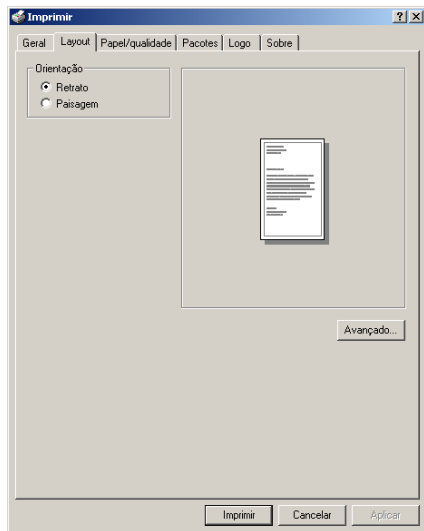 Imprimir
Geral Layout Papel/qualidade Pacotes Logo Sobre
Orientação
Retrato
Paisagem
Avançado...
Imprimir Cancelar Aplicar